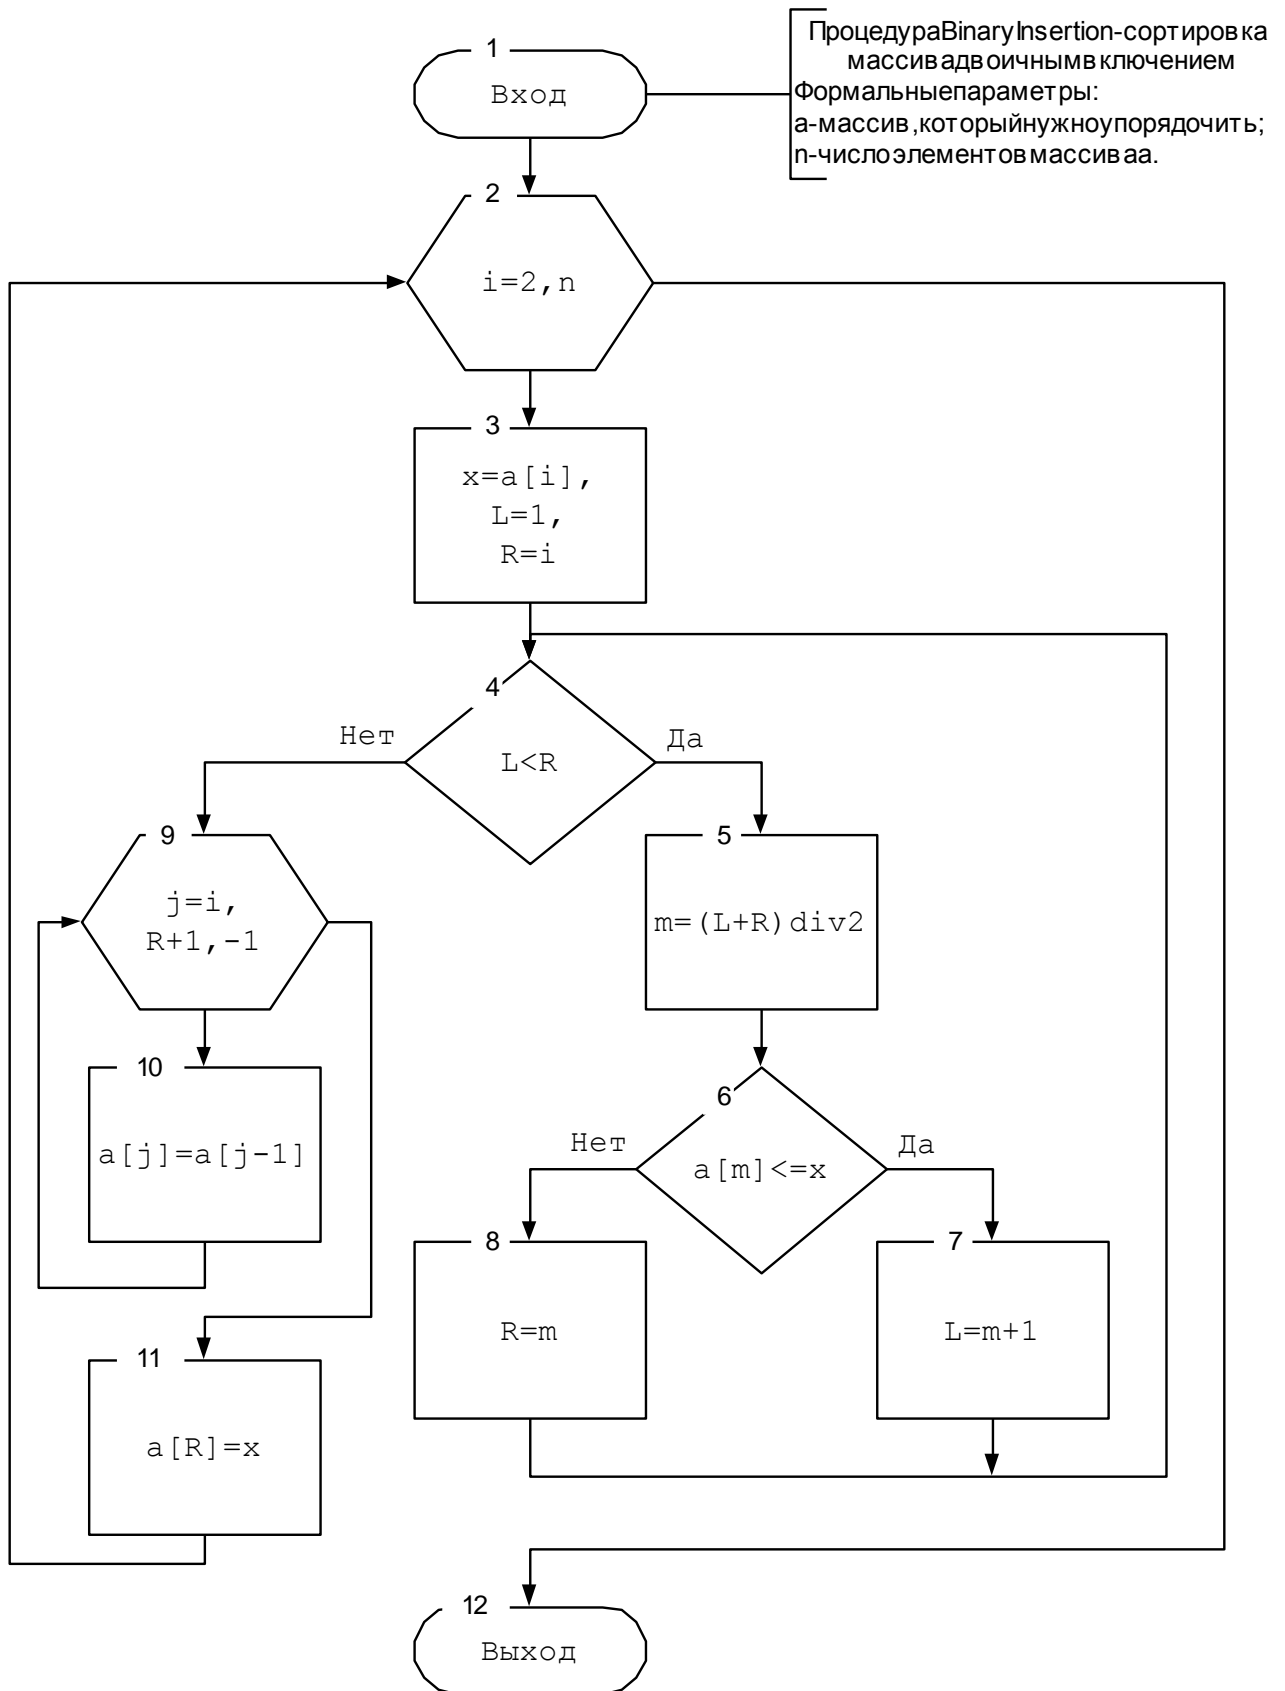 1
Вход
ПроцедураBinaryInsertion-сортировка
массивадвоичнымвключением
Формальныепараметры:
а-массив,которыйнужноупорядочить;
n-числоэлементовмассиваа.
2
i=2,n
3
x=a[i],
L=1,
R=i
4
Нет
L<R
Да
9
j=i,
R+1,-1
5
m=(L+R)div2
10
a[j]=a[j-1]
6
Нет
a[m]<=x
Да
8
R=m
7
L=m+1
11
a[R]=x
12
Выход